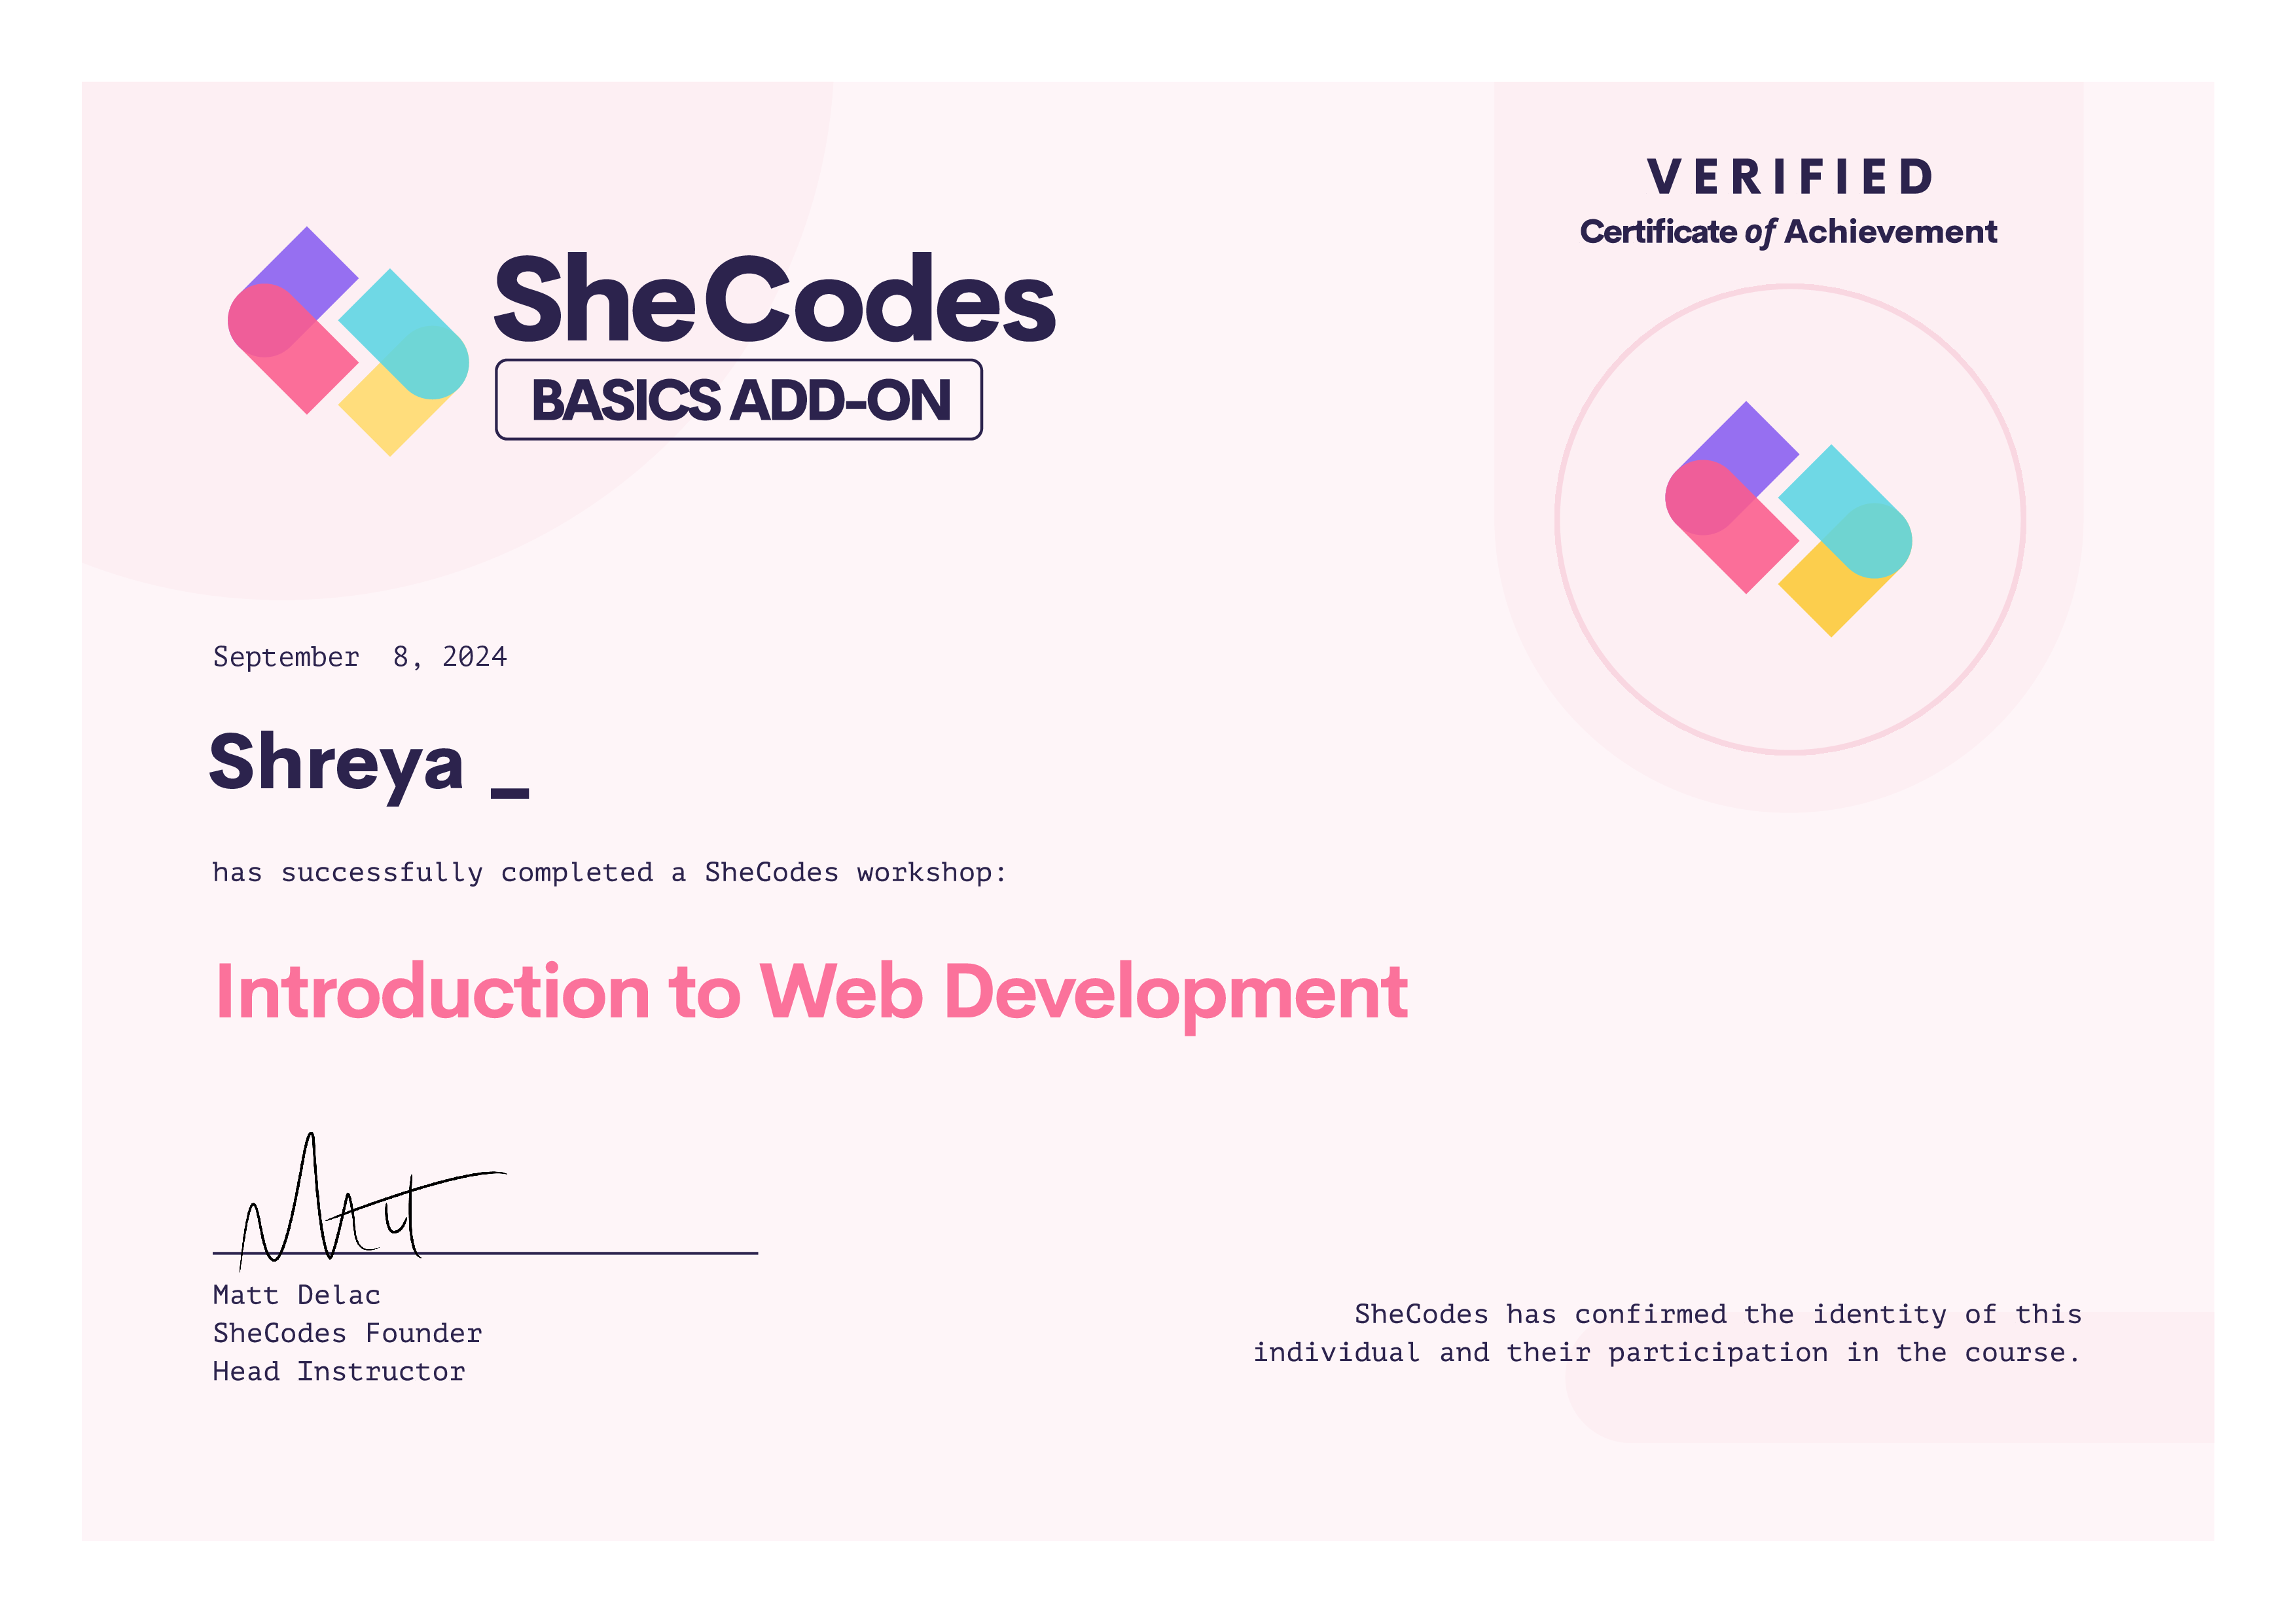 SheCodes
BASICS ADD-ON
VERIFIED
Certificate of Achievement
September  8, 2024
Shreya _
has successfully completed a SheCodes workshop:
Introduction to Web Development
Matt
Matt Delac
SheCodes Founder
Head Instructor
SheCodes has confirmed the identity of this
individual and their participation in the course.